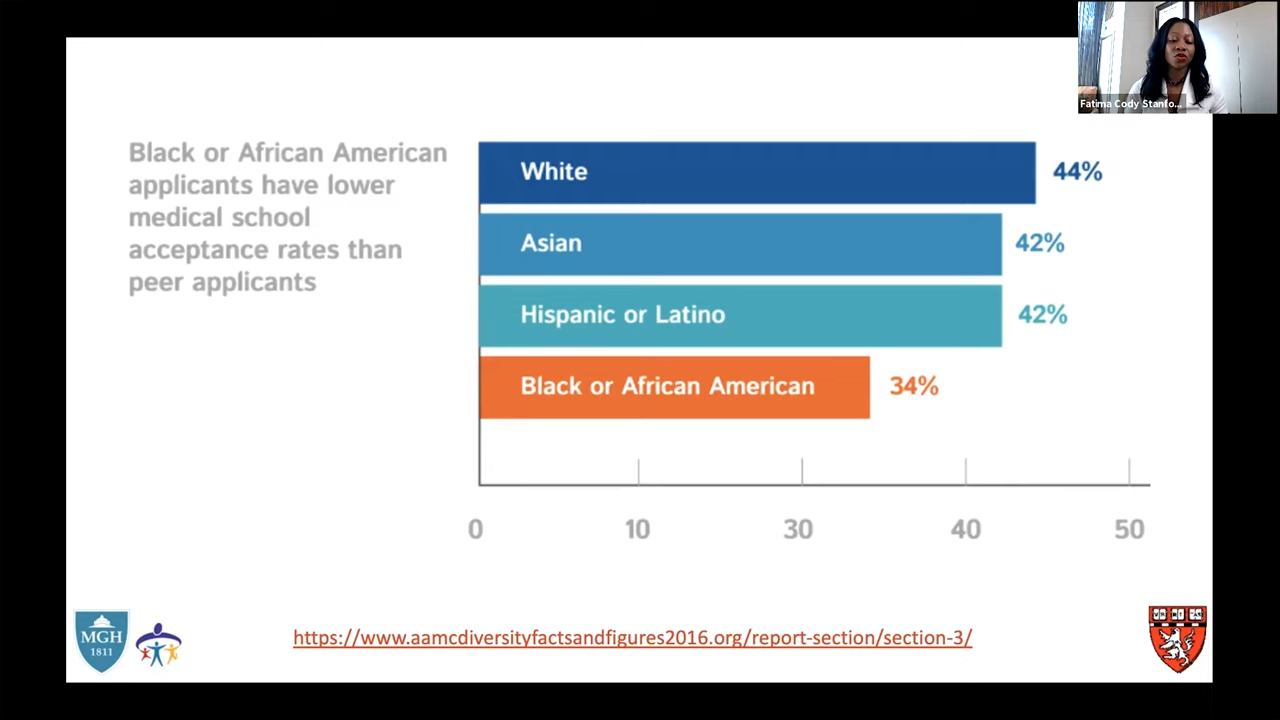 Fatima Cody Stanfo...
Black or African American
applicants have lower
medical school
acceptance rates than
peer applicants
White 44%
Asian 42%
Hispanic or Latino 42%
Black or African American 34%
0 10 30 40 50
MGH
1811
https://www.aamcdiversityfactsandfigures2016.org/report-section/section-3/